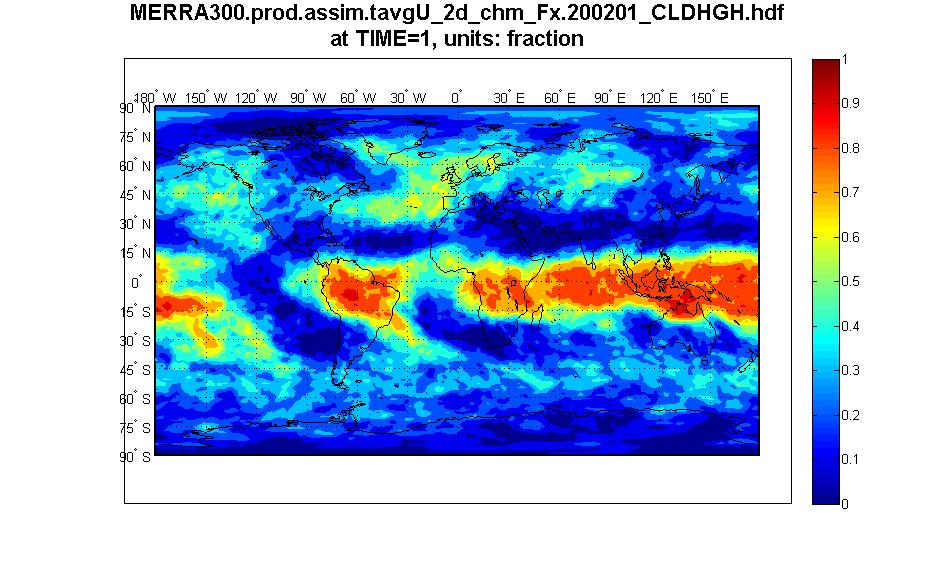 MERRA300.prod.assim.tavgU_2d_chm_Fx.200201_CLDHGH.hdf
at TIME=1, units: fraction
180° W 150° W 120° W 90° W 60° W 30° W 0° 30° E 60° E 90° E 120° E 150° E
90° N
75° N
60° N
45° N
30° N
15° N
0°
15° S
30° S
45° S
60° S
75° S
90° S
1
0.9
0.8
0.7
0.6
0.5
0.4
0.3
0.2
0.1
0